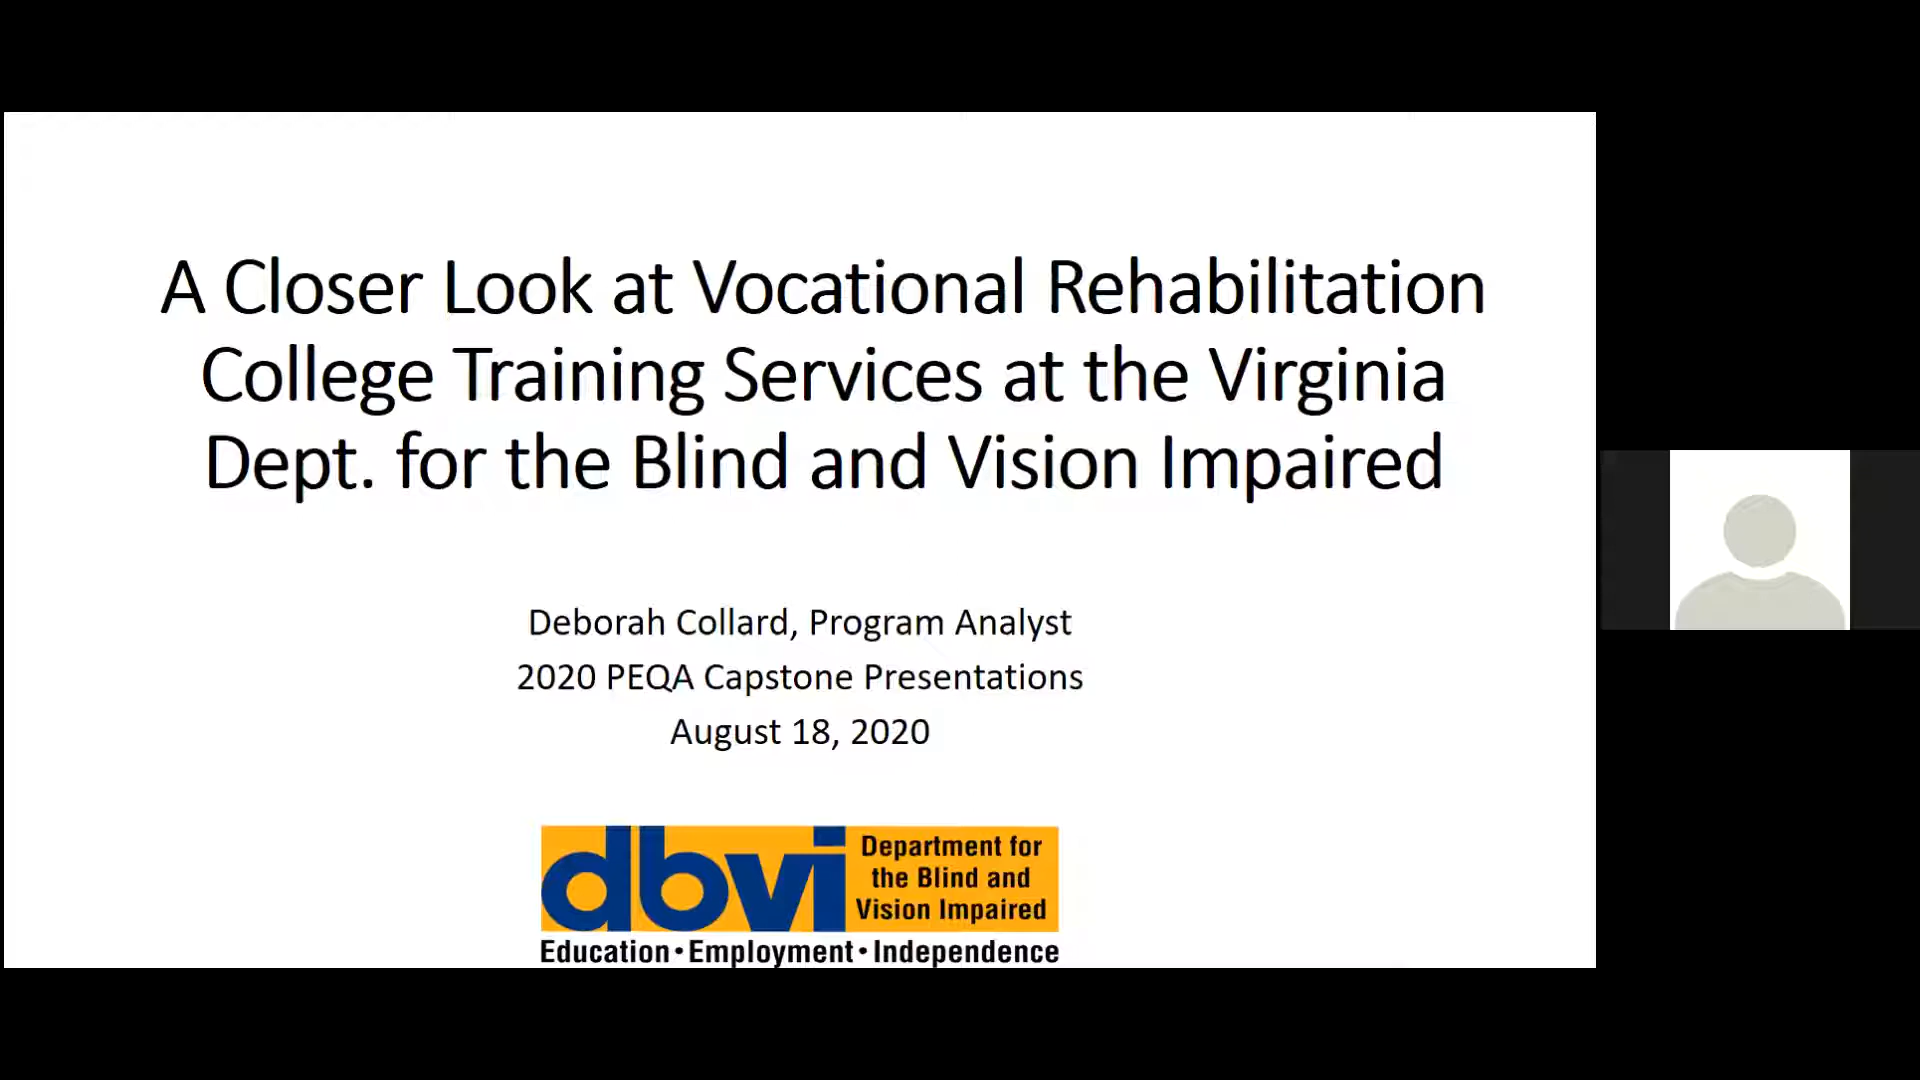 A Closer Look at Vocational Rehabilitation
College Training Services at the Virginia
Dept. for the Blind and Vision Impaired
Deborah Collard, Program Analyst
2020 PEQA Capstone Presentations
August 18, 2020
dbvi
Department for
the Blind and
Vision Impaired
Education•Employment•Independence